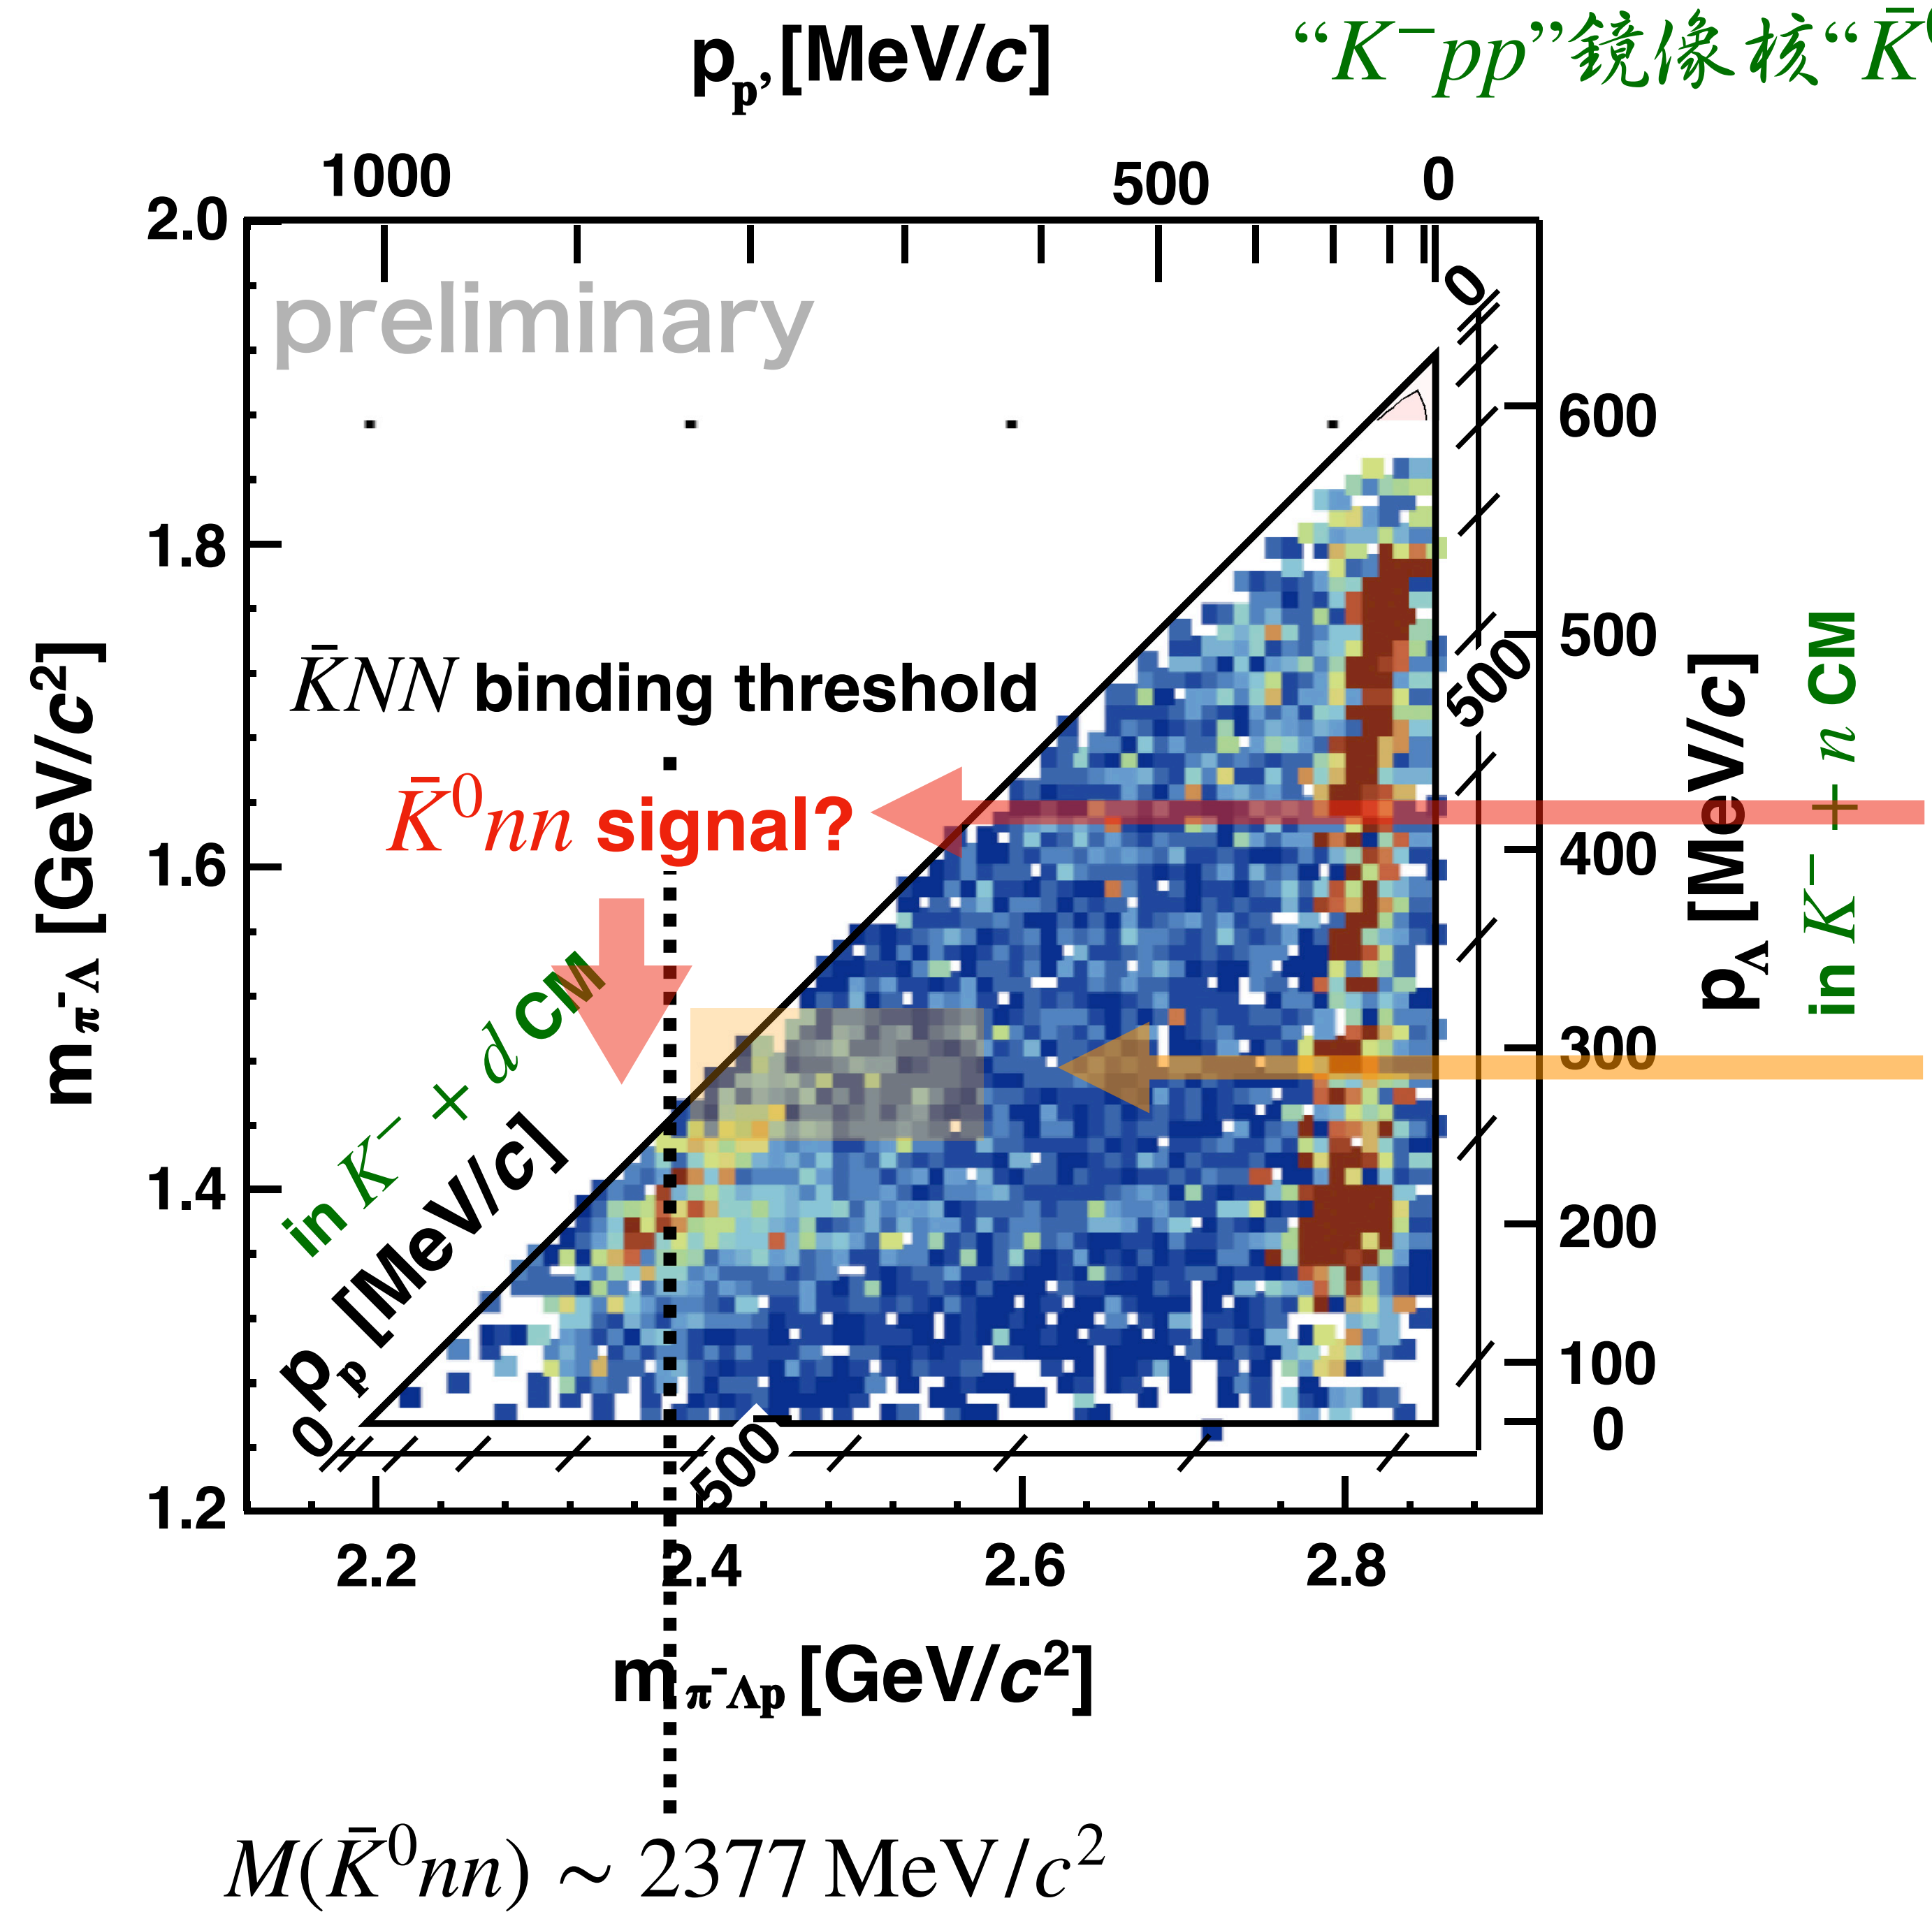 p_p' [MeV/c]
“K⁻pp”鏡像核“K̄
1000 500 0
2.0
1.8
1.6
1.4
1.2
preliminary
0
500
600
500
400
300
200
100
0
K̄NN binding threshold
K̄⁰nn signal?
m_π⁻Λ [GeV/c²]
p_Λ [MeV/c]
in K⁻ + n CM
in K⁻ + d CM
p_p [MeV/c]
0
500
2.2 2.4 2.6 2.8
m_π⁻Λp [GeV/c²]
M(K̄⁰nn) ~ 2377 MeV/c²